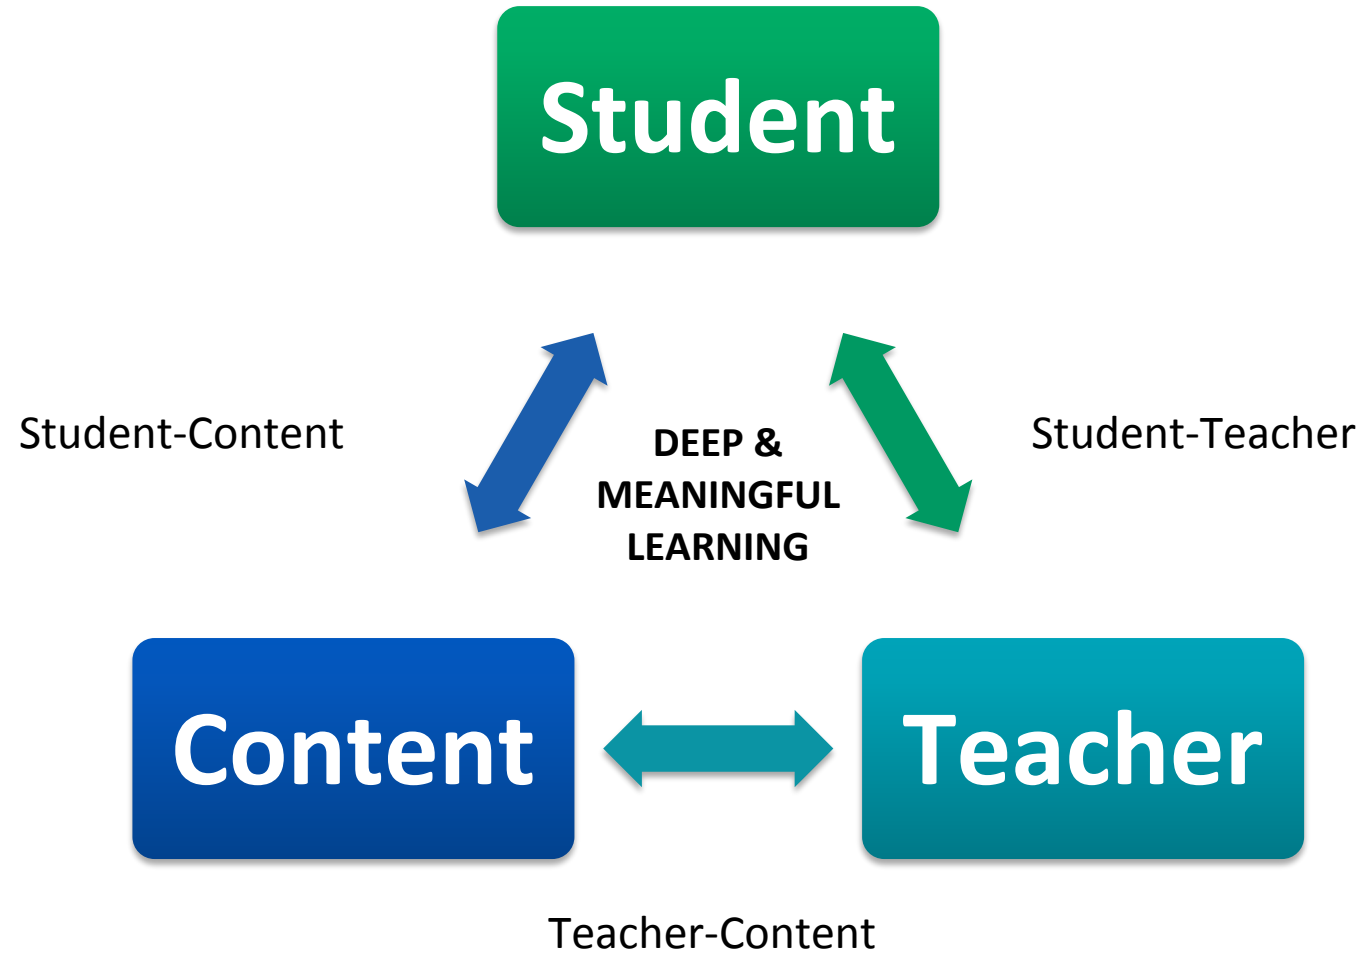 Student
Student-Content
DEEP &
MEANINGFUL
LEARNING
Student-Teacher
Content
Teacher
Teacher-Content